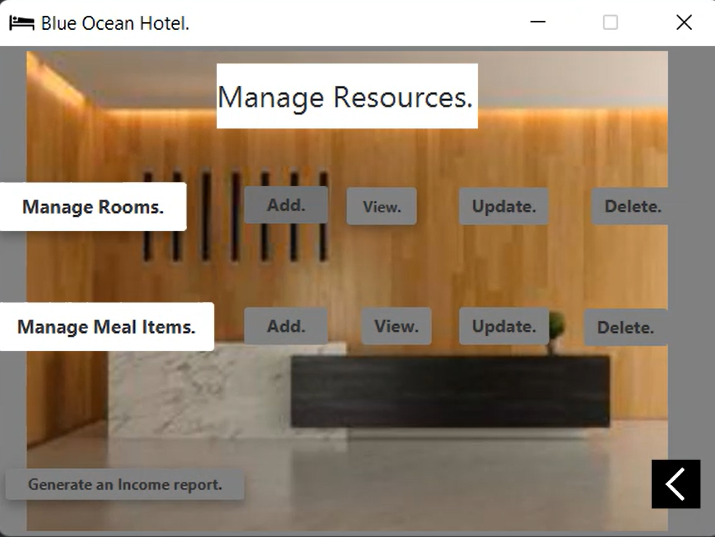 Blue Ocean Hotel.
Manage Resources.
Manage Rooms. Add. View. Update. Delete.
Manage Meal Items. Add. View. Update. Delete.
Generate an Income report.